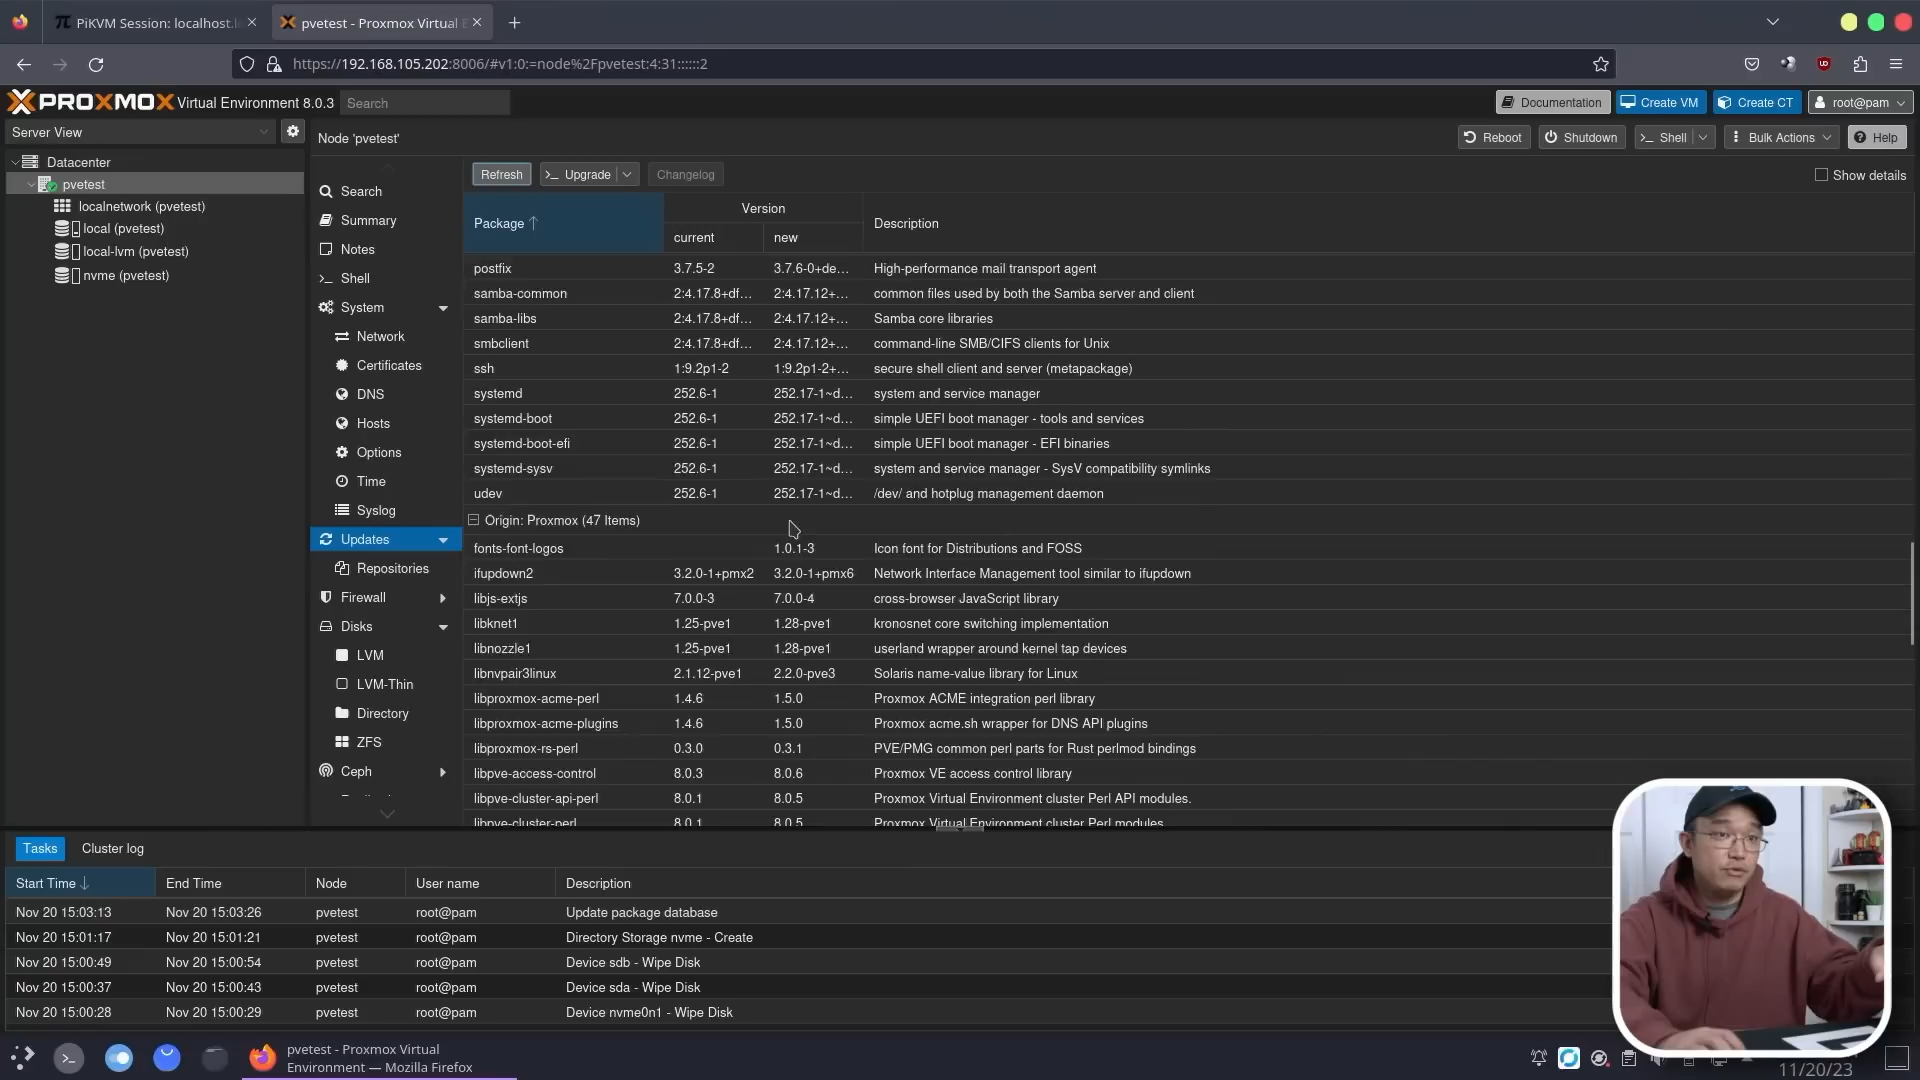 PiKVM Session: localhost.l
pvetest - Proxmox Virtual E
https://192.168.105.202:8006/#v1:0:=node%2Fpvetest:4:31::::::2
PROXMOX Virtual Environment 8.0.3
Search
Documentation
Create VM
Create CT
root@pam
Server View
Node 'pvetest'
Reboot
Shutdown
Shell
Bulk Actions
Help
Datacenter
pvetest
localnetwork (pvetest)
local (pvetest)
local-lvm (pvetest)
nvme (pvetest)
Search
Summary
Notes
Shell
System
Network
Certificates
DNS
Hosts
Options
Time
Syslog
Updates
Repositories
Firewall
Disks
LVM
LVM-Thin
Directory
ZFS
Ceph
Refresh
Upgrade
Changelog
Show details
Package
Version
current
new
Description
postfix 3.7.5-2 3.7.6-0+de... High-performance mail transport agent
samba-common 2:4.17.8+df... 2:4.17.12+... common files used by both the Samba server and client
samba-libs 2:4.17.8+df... 2:4.17.12+... Samba core libraries
smbclient 2:4.17.8+df... 2:4.17.12+... command-line SMB/CIFS clients for Unix
ssh 1:9.2p1-2 1:9.2p1-2+... secure shell client and server (metapackage)
systemd 252.6-1 252.17-1~d... system and service manager
systemd-boot 252.6-1 252.17-1~d... simple UEFI boot manager - tools and services
systemd-boot-efi 252.6-1 252.17-1~d... simple UEFI boot manager - EFI binaries
systemd-sysv 252.6-1 252.17-1~d... system and service manager - SysV compatibility symlinks
udev 252.6-1 252.17-1~d... /dev/ and hotplug management daemon
Origin: Proxmox (47 Items)
fonts-font-logos 1.0.1-3 Icon font for Distributions and FOSS
ifupdown2 3.2.0-1+pmx2 3.2.0-1+pmx6 Network Interface Management tool similar to ifupdown
libjs-extjs 7.0.0-3 7.0.0-4 cross-browser JavaScript library
libknet1 1.25-pve1 1.28-pve1 kronosnet core switching implementation
libnozzle1 1.25-pve1 1.28-pve1 userland wrapper around kernel tap devices
libnvpair3linux 2.1.12-pve1 2.2.0-pve3 Solaris name-value library for Linux
libproxmox-acme-perl 1.4.6 1.5.0 Proxmox ACME integration perl library
libproxmox-acme-plugins 1.4.6 1.5.0 Proxmox acme.sh wrapper for DNS API plugins
libproxmox-rs-perl 0.3.0 0.3.1 PVE/PMG common perl parts for Rust perlmod bindings
libpve-access-control 8.0.3 8.0.6 Proxmox VE access control library
libpve-cluster-api-perl 8.0.1 8.0.5 Proxmox Virtual Environment cluster Perl API modules.
libpve-cluster-perl 8.0.1 8.0.5 Proxmox Virtual Environment cluster Perl modules.
Tasks
Cluster log
Start Time End Time Node User name Description
Nov 20 15:03:13 Nov 20 15:03:26 pvetest root@pam Update package database
Nov 20 15:01:17 Nov 20 15:01:21 pvetest root@pam Directory Storage nvme - Create
Nov 20 15:00:49 Nov 20 15:00:54 pvetest root@pam Device sdb - Wipe Disk
Nov 20 15:00:37 Nov 20 15:00:43 pvetest root@pam Device sda - Wipe Disk
Nov 20 15:00:28 Nov 20 15:00:29 pvetest root@pam Device nvme0n1 - Wipe Disk
pvetest - Proxmox Virtual
Environment — Mozilla Firefox
11/20/23